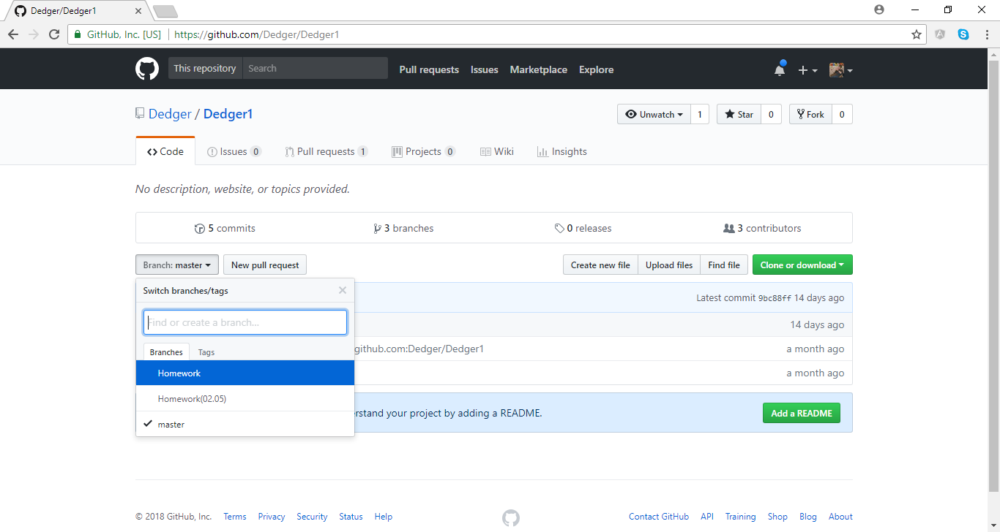 Dedger/Dedger1
GitHub, Inc. [US] https://github.com/Dedger/Dedger1
This repository Search Pull requests Issues Marketplace Explore
Dedger / Dedger1 Unwatch 1 Star 0 Fork 0
Code Issues 0 Pull requests 1 Projects 0 Wiki Insights
No description, website, or topics provided.
5 commits 3 branches 0 releases 3 contributors
Branch: master New pull request Create new file Upload files Find file Clone or download
Switch branches/tags
Latest commit 9bc88ff 14 days ago
Find or create a branch...
14 days ago
Branches Tags
github.com:Dedger/Dedger1 a month ago
Homework a month ago
Homework(02.05)
your project by adding a README. Add a README
master
© 2018 GitHub, Inc. Terms Privacy Security Status Help Contact GitHub API Training Shop Blog About